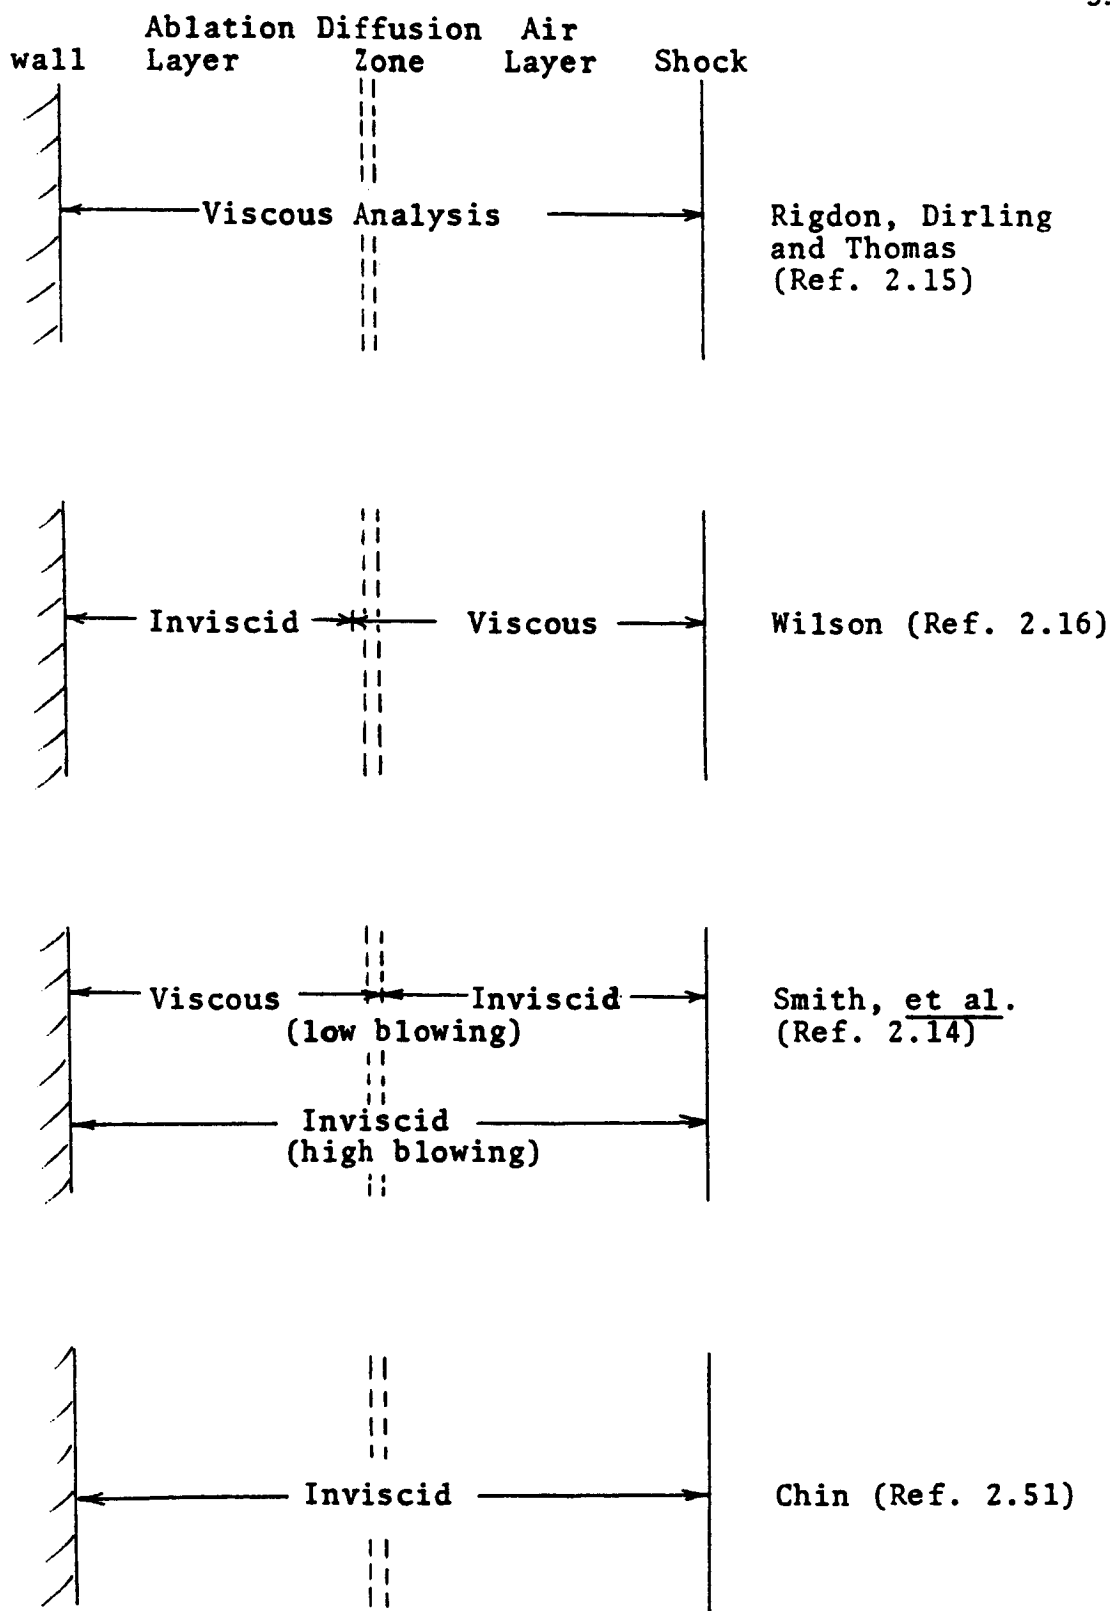 Ablation Diffusion Air
wall Layer Zone Layer Shock
Viscous Analysis
Rigdon, Dirling
and Thomas
(Ref. 2.15)
Inviscid Viscous Wilson (Ref. 2.16)
Viscous Inviscid Smith, et al.
(low blowing) (Ref. 2.14)
Inviscid
(high blowing)
Inviscid Chin (Ref. 2.51)